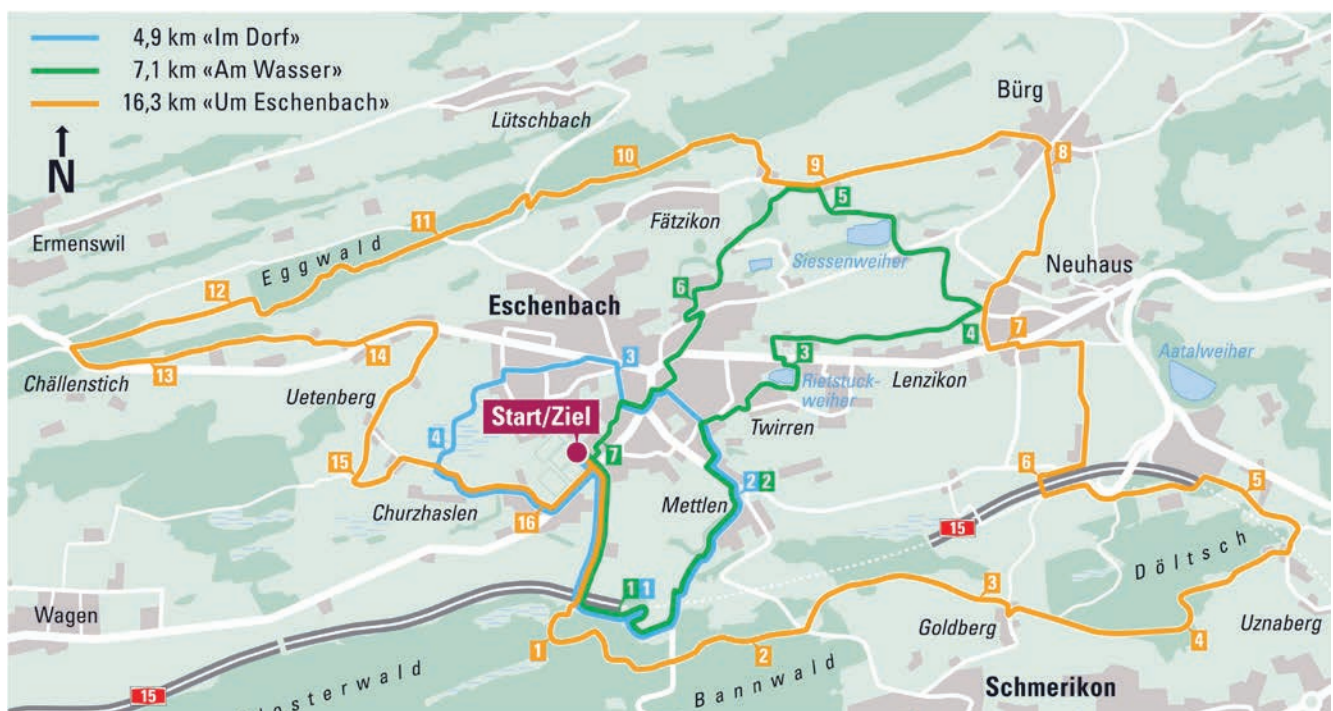 4,9 km «Im Dorf»
7,1 km «Am Wasser»
16,3 km «Um Eschenbach»
N
Lütschbach
Bürg
10
9
8
5
11
Fätzikon
Ermenswil
Eggwald
Siessenweiher
Neuhaus
12
6
Eschenbach
7
4
14
3
3
Aatalweiher
Chällenstich
13
Rietstuck-
weiher
Lenzikon
Uetenberg
Start/Ziel
Twirren
4
7
15
6
5
2
2
Mettlen
Churzhaslen
16
15
Döltsch
1
1
3
Wagen
Goldberg
4
Uznaberg
1
2
Bannwald
15
Schmerikon